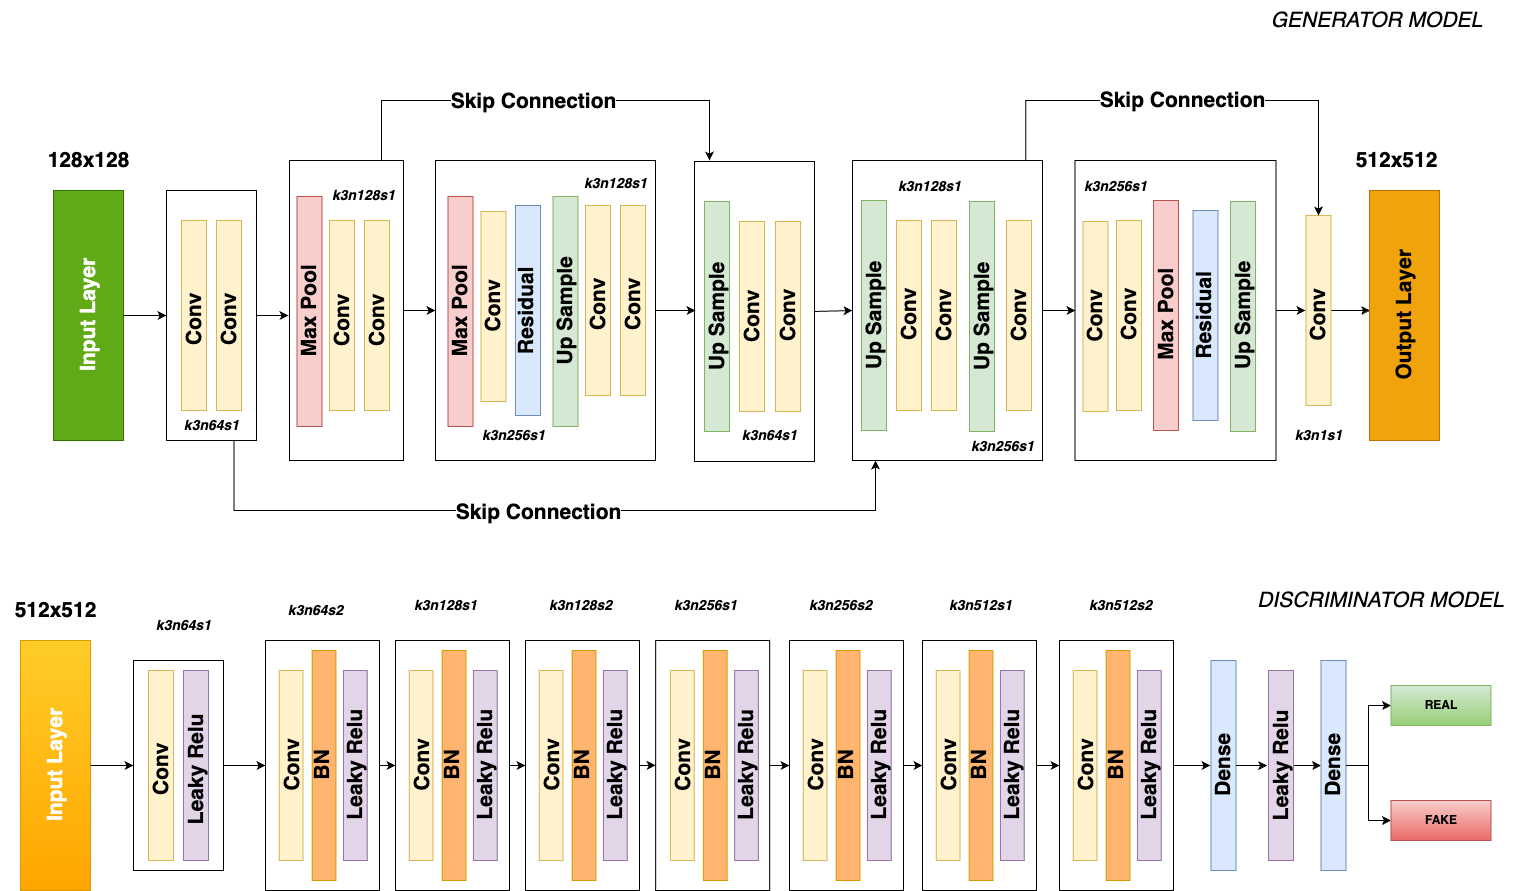 GENERATOR MODEL
Skip Connection
Skip Connection
128x128
512x512
Input Layer
Conv
Conv
k3n64s1
Max Pool
k3n128s1
Conv
Conv
Max Pool
Conv
k3n256s1
Residual
Up Sample
k3n128s1
Conv
Conv
Up Sample
Conv
Conv
k3n64s1
Up Sample
k3n128s1
Conv
Conv
Up Sample
Conv
k3n256s1
k3n256s1
Conv
Conv
Max Pool
Residual
Up Sample
Conv
k3n1s1
Output Layer
Skip Connection
DISCRIMINATOR MODEL
512x512
Input Layer
k3n64s1
Conv
Leaky Relu
k3n64s2
Conv
BN
Leaky Relu
k3n128s1
Conv
BN
Leaky Relu
k3n128s2
Conv
BN
Leaky Relu
k3n256s1
Conv
BN
Leaky Relu
k3n256s2
Conv
BN
Leaky Relu
k3n512s1
Conv
BN
Leaky Relu
k3n512s2
Conv
BN
Leaky Relu
Dense
Leaky Relu
Dense
REAL
FAKE